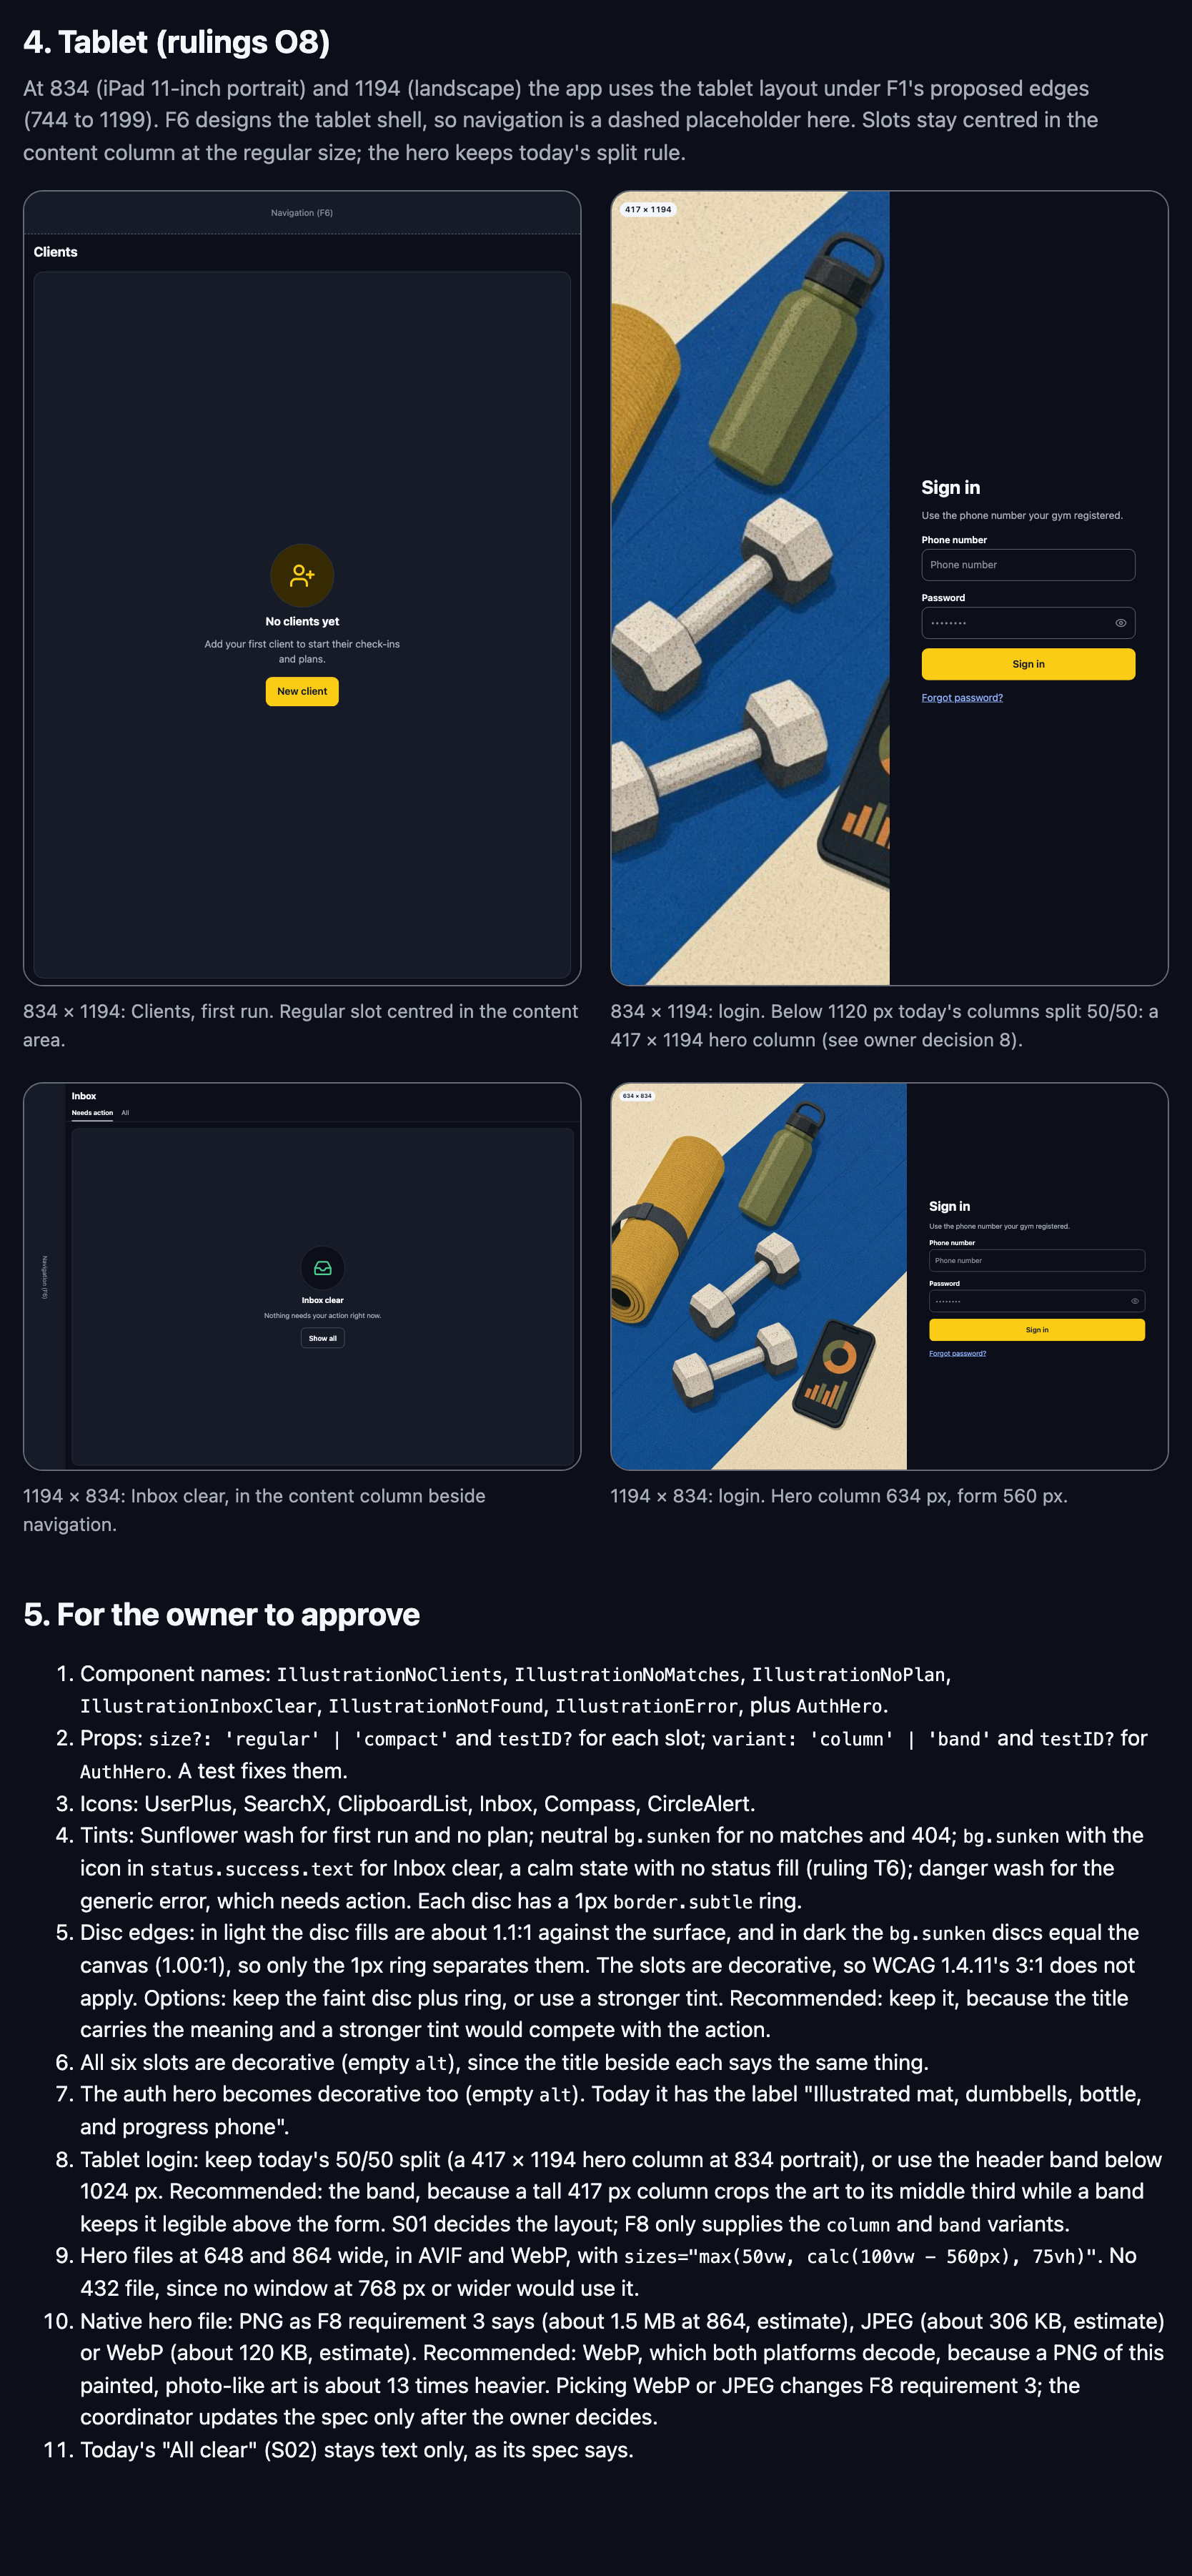 4. Tablet (rulings O8)
At 834 (iPad 11-inch portrait) and 1194 (landscape) the app uses the tablet layout under F1's proposed edges
(744 to 1199). F6 designs the tablet shell, so navigation is a dashed placeholder here. Slots stay centred in the
content column at the regular size; the hero keeps today's split rule.
Navigation (F6)
Clients
No clients yet
Add your first client to start their check-ins
and plans.
New client
834 × 1194: Clients, first run. Regular slot centred in the content
area.
417 × 1194
Sign in
Use the phone number your gym registered.
Phone number
Phone number
Password
••••••••
Sign in
Forgot password?
834 × 1194: login. Below 1120 px today's columns split 50/50: a
417 × 1194 hero column (see owner decision 8).
Navigation (F6)
Inbox
Needs action All
Inbox clear
Nothing needs your action right now.
Show all
1194 × 834: Inbox clear, in the content column beside
navigation.
634 × 834
Sign in
Use the phone number your gym registered.
Phone number
Phone number
Password
••••••••
Sign in
Forgot password?
1194 × 834: login. Hero column 634 px, form 560 px.
5. For the owner to approve
1. Component names: IllustrationNoClients, IllustrationNoMatches, IllustrationNoPlan,
IllustrationInboxClear, IllustrationNotFound, IllustrationError, plus AuthHero.
2. Props: size?: 'regular' | 'compact' and testID? for each slot; variant: 'column' | 'band' and testID? for
AuthHero. A test fixes them.
3. Icons: UserPlus, SearchX, ClipboardList, Inbox, Compass, CircleAlert.
4. Tints: Sunflower wash for first run and no plan; neutral bg.sunken for no matches and 404; bg.sunken with the
icon in status.success.text for Inbox clear, a calm state with no status fill (ruling T6); danger wash for the
generic error, which needs action. Each disc has a 1px border.subtle ring.
5. Disc edges: in light the disc fills are about 1.1:1 against the surface, and in dark the bg.sunken discs equal the
canvas (1.00:1), so only the 1px ring separates them. The slots are decorative, so WCAG 1.4.11's 3:1 does not
apply. Options: keep the faint disc plus ring, or use a stronger tint. Recommended: keep it, because the title
carries the meaning and a stronger tint would compete with the action.
6. All six slots are decorative (empty alt), since the title beside each says the same thing.
7. The auth hero becomes decorative too (empty alt). Today it has the label "Illustrated mat, dumbbells, bottle,
and progress phone".
8. Tablet login: keep today's 50/50 split (a 417 × 1194 hero column at 834 portrait), or use the header band below
1024 px. Recommended: the band, because a tall 417 px column crops the art to its middle third while a band
keeps it legible above the form. S01 decides the layout; F8 only supplies the column and band variants.
9. Hero files at 648 and 864 wide, in AVIF and WebP, with sizes="max(50vw, calc(100vw − 560px), 75vh)". No
432 file, since no window at 768 px or wider would use it.
10. Native hero file: PNG as F8 requirement 3 says (about 1.5 MB at 864, estimate), JPEG (about 306 KB, estimate)
or WebP (about 120 KB, estimate). Recommended: WebP, which both platforms decode, because a PNG of this
painted, photo-like art is about 13 times heavier. Picking WebP or JPEG changes F8 requirement 3; the
coordinator updates the spec only after the owner decides.
11. Today's "All clear" (S02) stays text only, as its spec says.